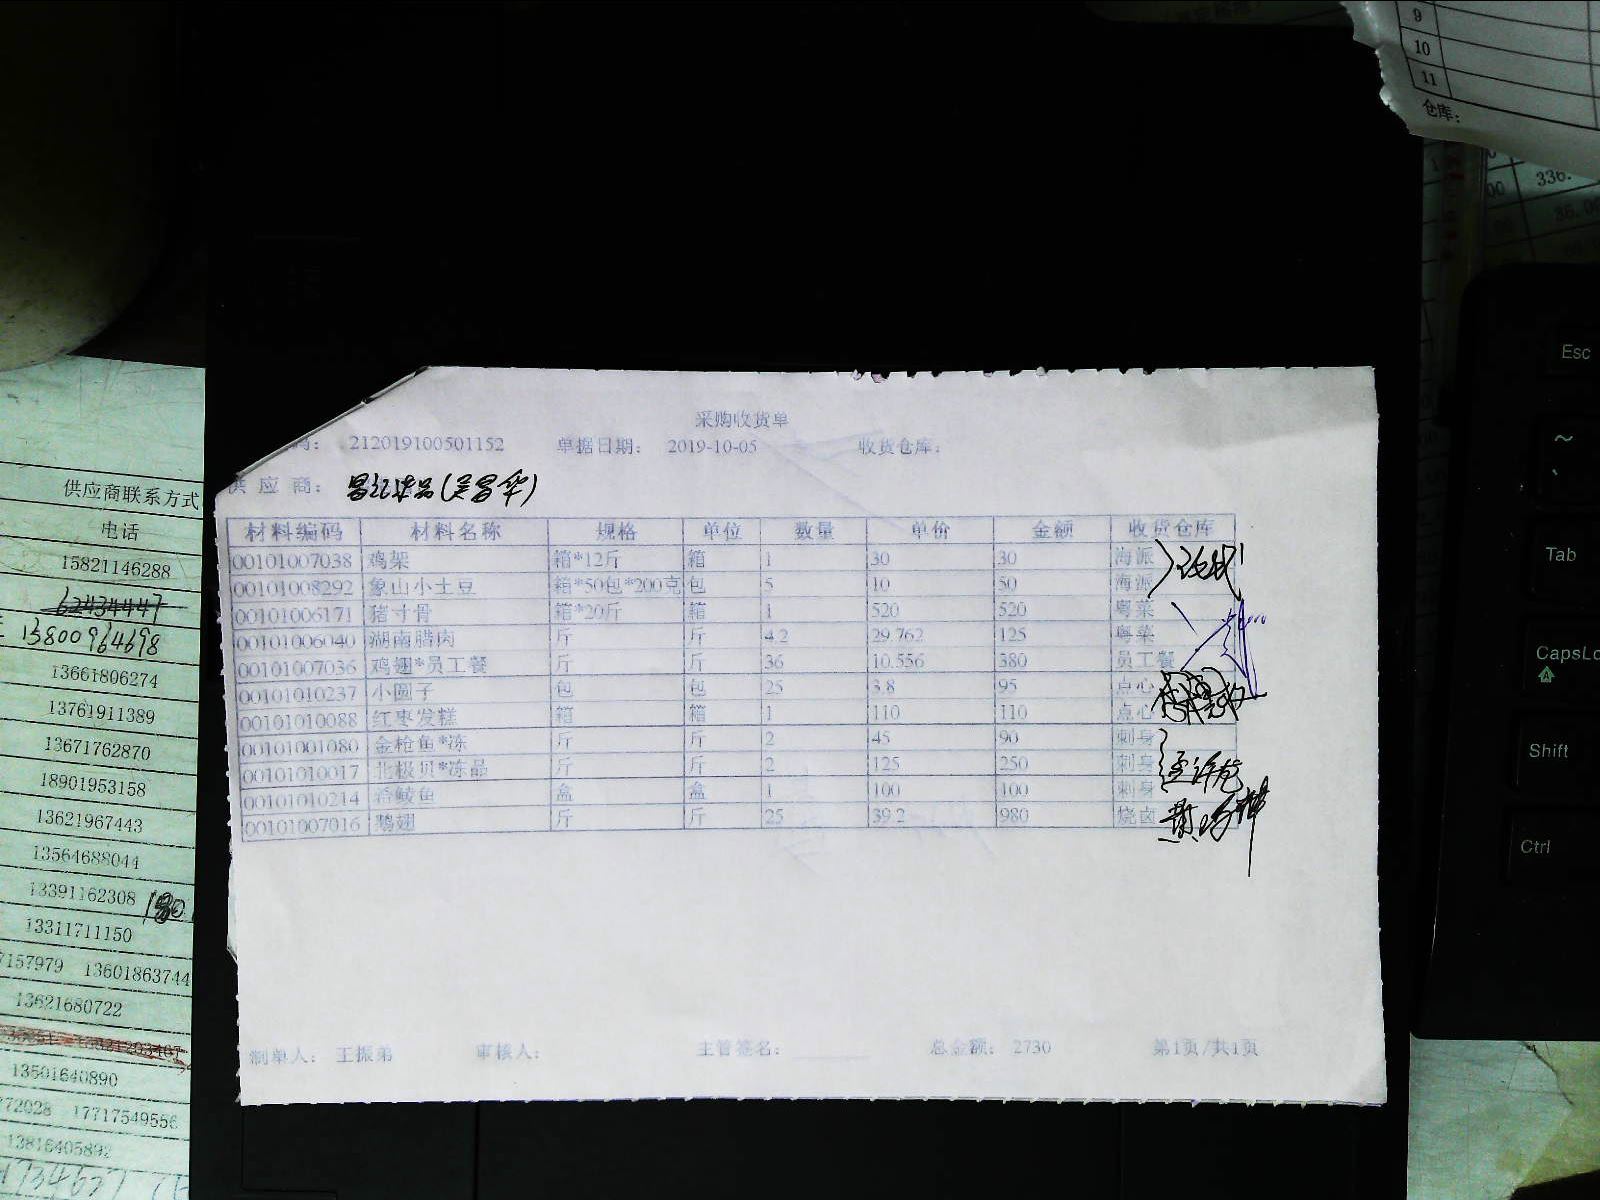 9
10
11
仓库:
336.
36.00
采购收货单
码: 212019100501152 单据日期: 2019-10-05 收货仓库:
供应商:
材料编码 材料名称 规格 单位 数量 单价 金额 收货仓库
00101007038 鸡架 箱*12斤 箱 1 30 30 海派
00101008292 象山小土豆 箱*50包*200克 包 5 10 50 海派
00101006171 猪寸骨 箱*20斤 箱 1 520 520 粤菜
00101006040 湖南腊肉 斤 斤 4.2 29.762 125 粤菜
00101007036 鸡翅*员工餐 斤 斤 36 10.556 380 员工餐
00101010237 小圆子 包 包 25 3.8 95 点心
00101010088 红枣发糕 箱 箱 1 110 110 点心
00101001080 金枪鱼*冻 斤 斤 2 45 90 刺身
00101010017 北极贝*冻品 斤 斤 2 125 250 刺身
00101010214 希鲮鱼 盒 盒 1 100 100 刺身
00101007016 鹅翅 斤 斤 25 39.2 980 烧卤
制单人: 王振弟 审核人: 主管签名: 总金额: 2730 第1页/共1页
供应商联系方式
电话
15821146288
62434447
13800964698
13661806274
13761911389
13671762870
18901953158
13621967443
13564688044
13391162308
13311711150
7157979 13601863744
13621680722
13501640890
772028 17717549556
13816405892
Esc
~
Tab
CapsLo
Shift
Ctrl